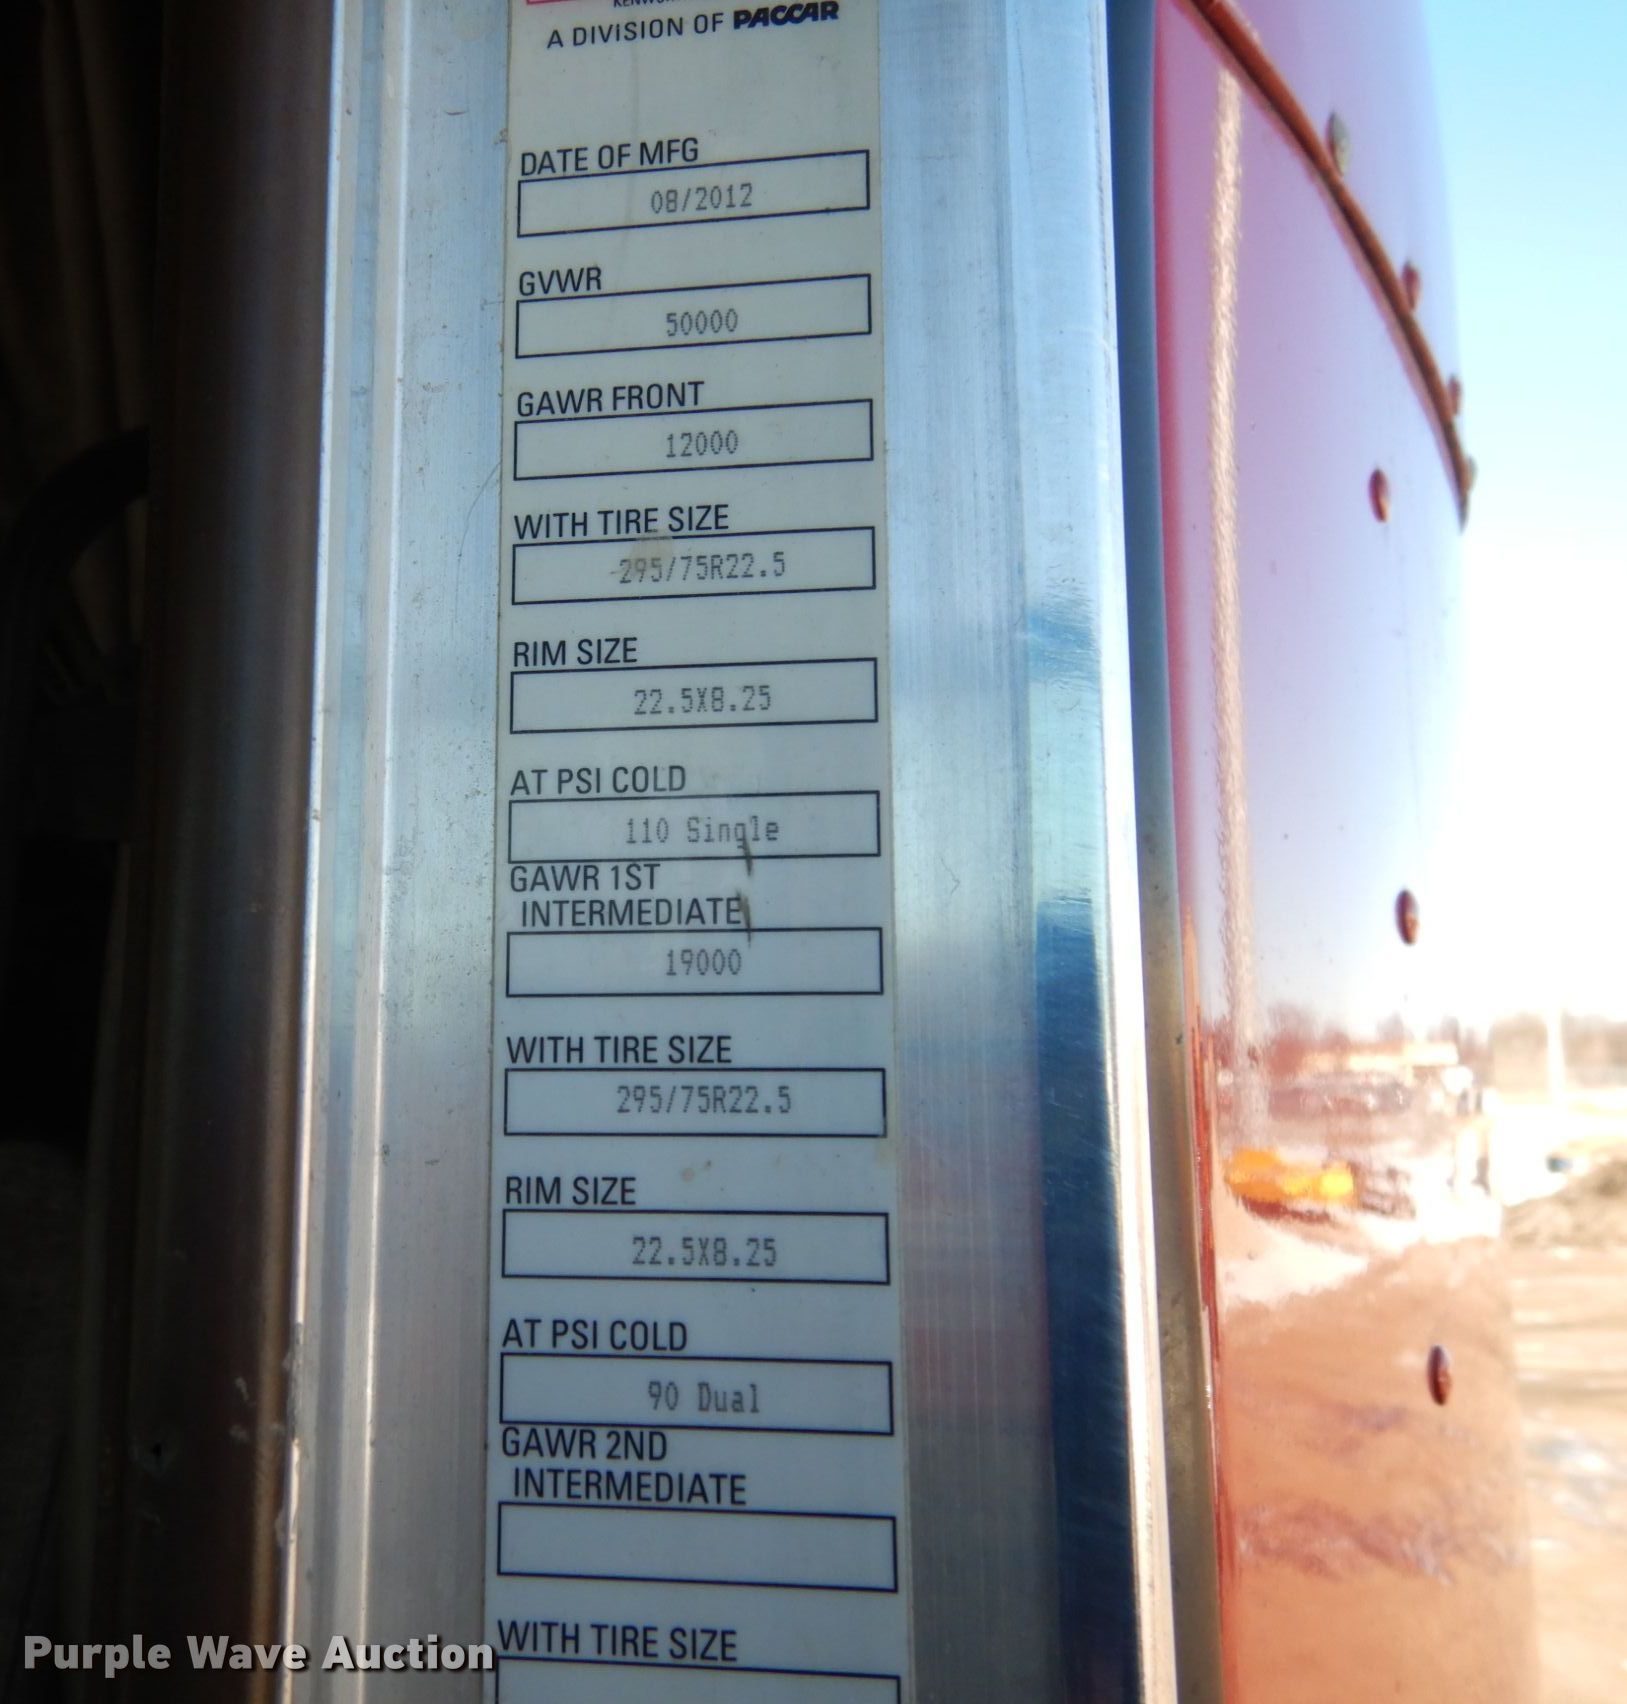 A DIVISION OF PACCAR
DATE OF MFG
08/2012
GVWR
50000
GAWR FRONT
12000
WITH TIRE SIZE
295/75R22.5
RIM SIZE
22.5X8.25
AT PSI COLD
110 Single
GAWR 1ST
INTERMEDIATE
19000
WITH TIRE SIZE
295/75R22.5
RIM SIZE
22.5X8.25
AT PSI COLD
90 Dual
GAWR 2ND
INTERMEDIATE
WITH TIRE SIZE
Purple Wave Auction